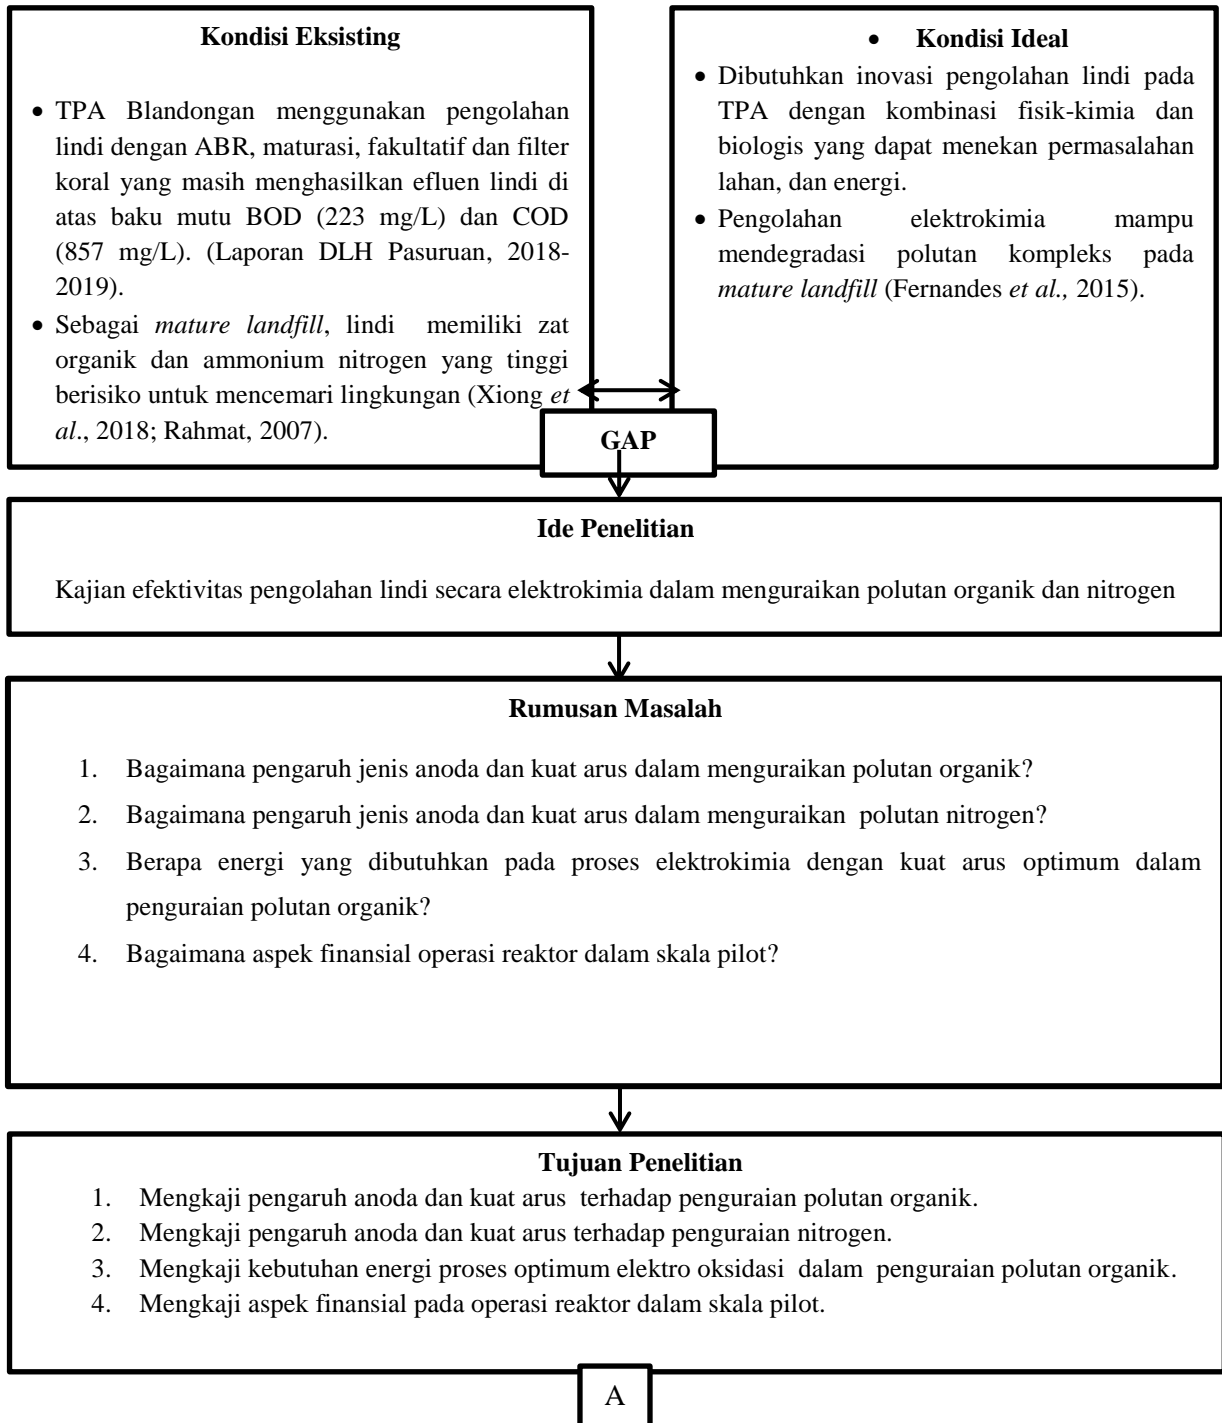 Kondisi Eksisting
• TPA Blandongan menggunakan pengolahan
lindi dengan ABR, maturasi, fakultatif dan filter
koral yang masih menghasilkan efluen lindi di
atas baku mutu BOD (223 mg/L) dan COD
(857 mg/L). (Laporan DLH Pasuruan, 2018-
2019).
• Sebagai mature landfill, lindi memiliki zat
organik dan ammonium nitrogen yang tinggi
berisiko untuk mencemari lingkungan (Xiong et
al., 2018; Rahmat, 2007).
• Kondisi Ideal
• Dibutuhkan inovasi pengolahan lindi pada
TPA dengan kombinasi fisik-kimia dan
biologis yang dapat menekan permasalahan
lahan, dan energi.
• Pengolahan elektrokimia mampu
mendegradasi polutan kompleks pada
mature landfill (Fernandes et al., 2015).
GAP
Ide Penelitian
Kajian efektivitas pengolahan lindi secara elektrokimia dalam menguraikan polutan organik dan nitrogen
Rumusan Masalah
1. Bagaimana pengaruh jenis anoda dan kuat arus dalam menguraikan polutan organik?
2. Bagaimana pengaruh jenis anoda dan kuat arus dalam menguraikan polutan nitrogen?
3. Berapa energi yang dibutuhkan pada proses elektrokimia dengan kuat arus optimum dalam
penguraian polutan organik?
4. Bagaimana aspek finansial operasi reaktor dalam skala pilot?
Tujuan Penelitian
1. Mengkaji pengaruh anoda dan kuat arus terhadap penguraian polutan organik.
2. Mengkaji pengaruh anoda dan kuat arus terhadap penguraian nitrogen.
3. Mengkaji kebutuhan energi proses optimum elektro oksidasi dalam penguraian polutan organik.
4. Mengkaji aspek finansial pada operasi reaktor dalam skala pilot.
A